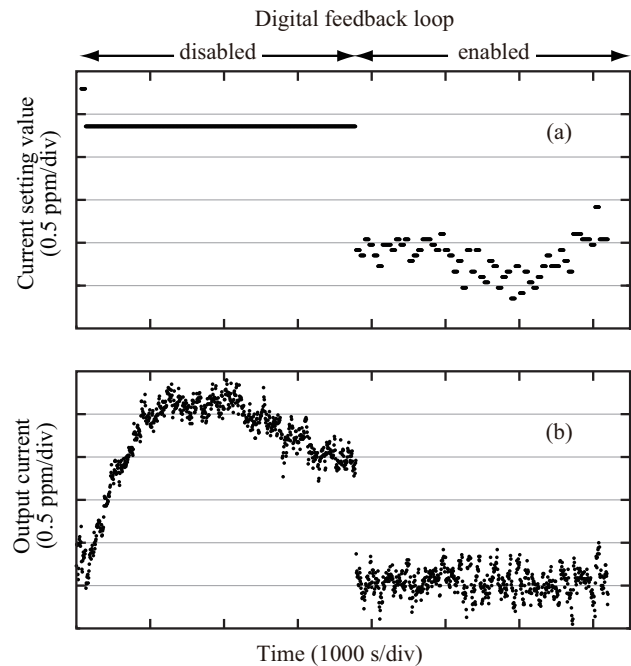 Digital feedback loop
disabled
enabled
Current setting value
(0.5 ppm/div)
(a)
Output current
(0.5 ppm/div)
(b)
Time (1000 s/div)